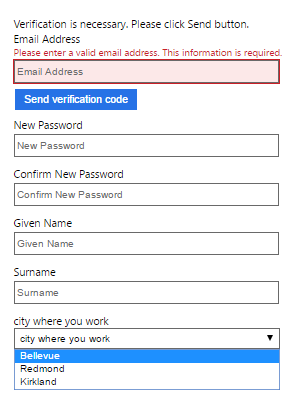 Verification is necessary. Please click Send button.
Email Address
Please enter a valid email address. This information is required.
Email Address
Send verification code
New Password
New Password
Confirm New Password
Confirm New Password
Given Name
Given Name
Surname
Surname
city where you work
city where you work
Bellevue
Redmond
Kirkland